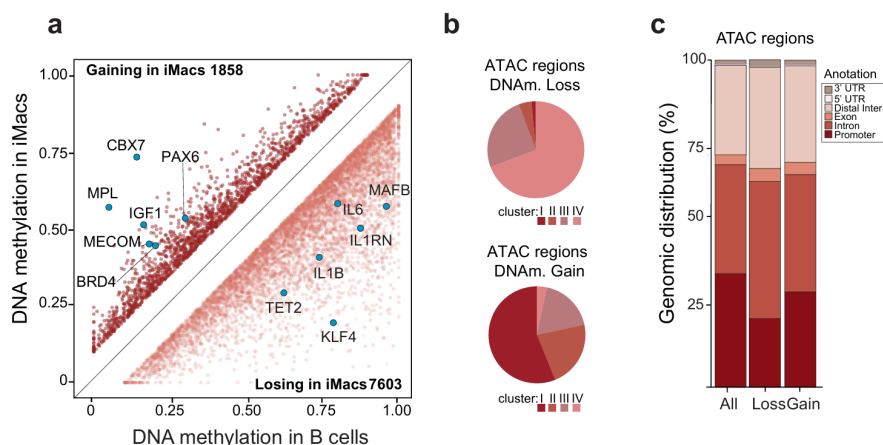 a
DNA methylation in iMacs
1.00
0.75
0.50
0.25
0
Gaining in iMacs 1858
CBX7
PAX6
MPL
IGF1
MECOM
BRD4
MAFB
IL6
IL1RN
IL1B
TET2
KLF4
Losing in iMacs 7603
0
0.25
0.50
0.75
1.00
DNA methylation in B cells
b
ATAC regions
DNAm. Loss
cluster: I II III IV
ATAC regions
DNAm. Gain
cluster: I II III IV
c
ATAC regions
Genomic distribution (%)
100
75
50
25
All
Loss
Gain
Anotation
3' UTR
5' UTR
Distal Inter.
Exon
Intron
Promoter